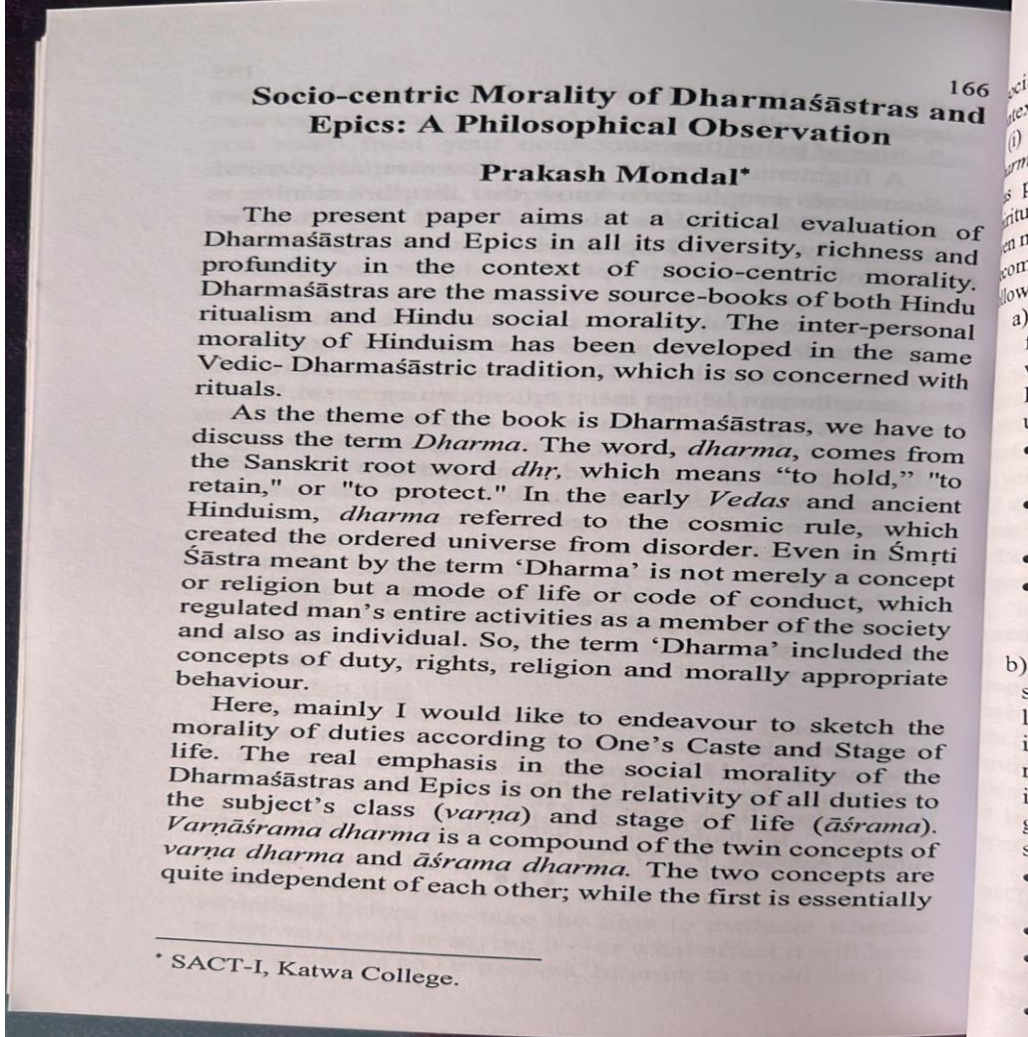 166
Socio-centric Morality of Dharmaśāstras and
Epics: A Philosophical Observation
Prakash Mondal*
The present paper aims at a critical evaluation of
Dharmaśāstras and Epics in all its diversity, richness and
profundity in the context of socio-centric morality.
Dharmaśāstras are the massive source-books of both Hindu
ritualism and Hindu social morality. The inter-personal
morality of Hinduism has been developed in the same
Vedic- Dharmaśāstric tradition, which is so concerned with
rituals.
As the theme of the book is Dharmaśāstras, we have to
discuss the term Dharma. The word, dharma, comes from
the Sanskrit root word dhṛ, which means “to hold,” "to
retain," or "to protect." In the early Vedas and ancient
Hinduism, dharma referred to the cosmic rule, which
created the ordered universe from disorder. Even in Śmṛti
Śāstra meant by the term ‘Dharma’ is not merely a concept
or religion but a mode of life or code of conduct, which
regulated man’s entire activities as a member of the society
and also as individual. So, the term ‘Dharma’ included the
concepts of duty, rights, religion and morally appropriate
behaviour.
Here, mainly I would like to endeavour to sketch the
morality of duties according to One’s Caste and Stage of
life. The real emphasis in the social morality of the
Dharmaśāstras and Epics is on the relativity of all duties to
the subject’s class (varṇa) and stage of life (āśrama).
Varṇāśrama dharma is a compound of the twin concepts of
varṇa dharma and āśrama dharma. The two concepts are
quite independent of each other; while the first is essentially
* SACT-I, Katwa College.
(i)
a)
b)